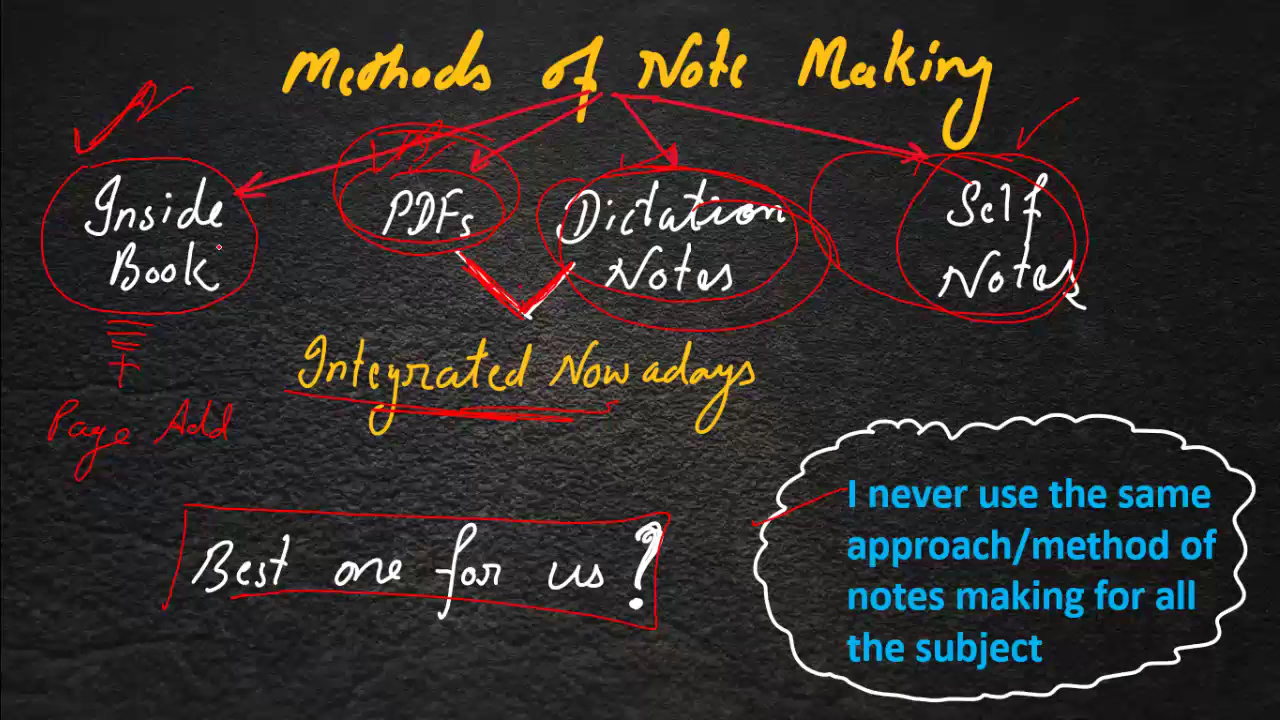 Methods of Note Making
Inside
Book
PDFs
Dictation
Notes
Self
Notes
Integrated Nowadays
Page Add
Best one for us?
I never use the same
approach/method of
notes making for all
the subject